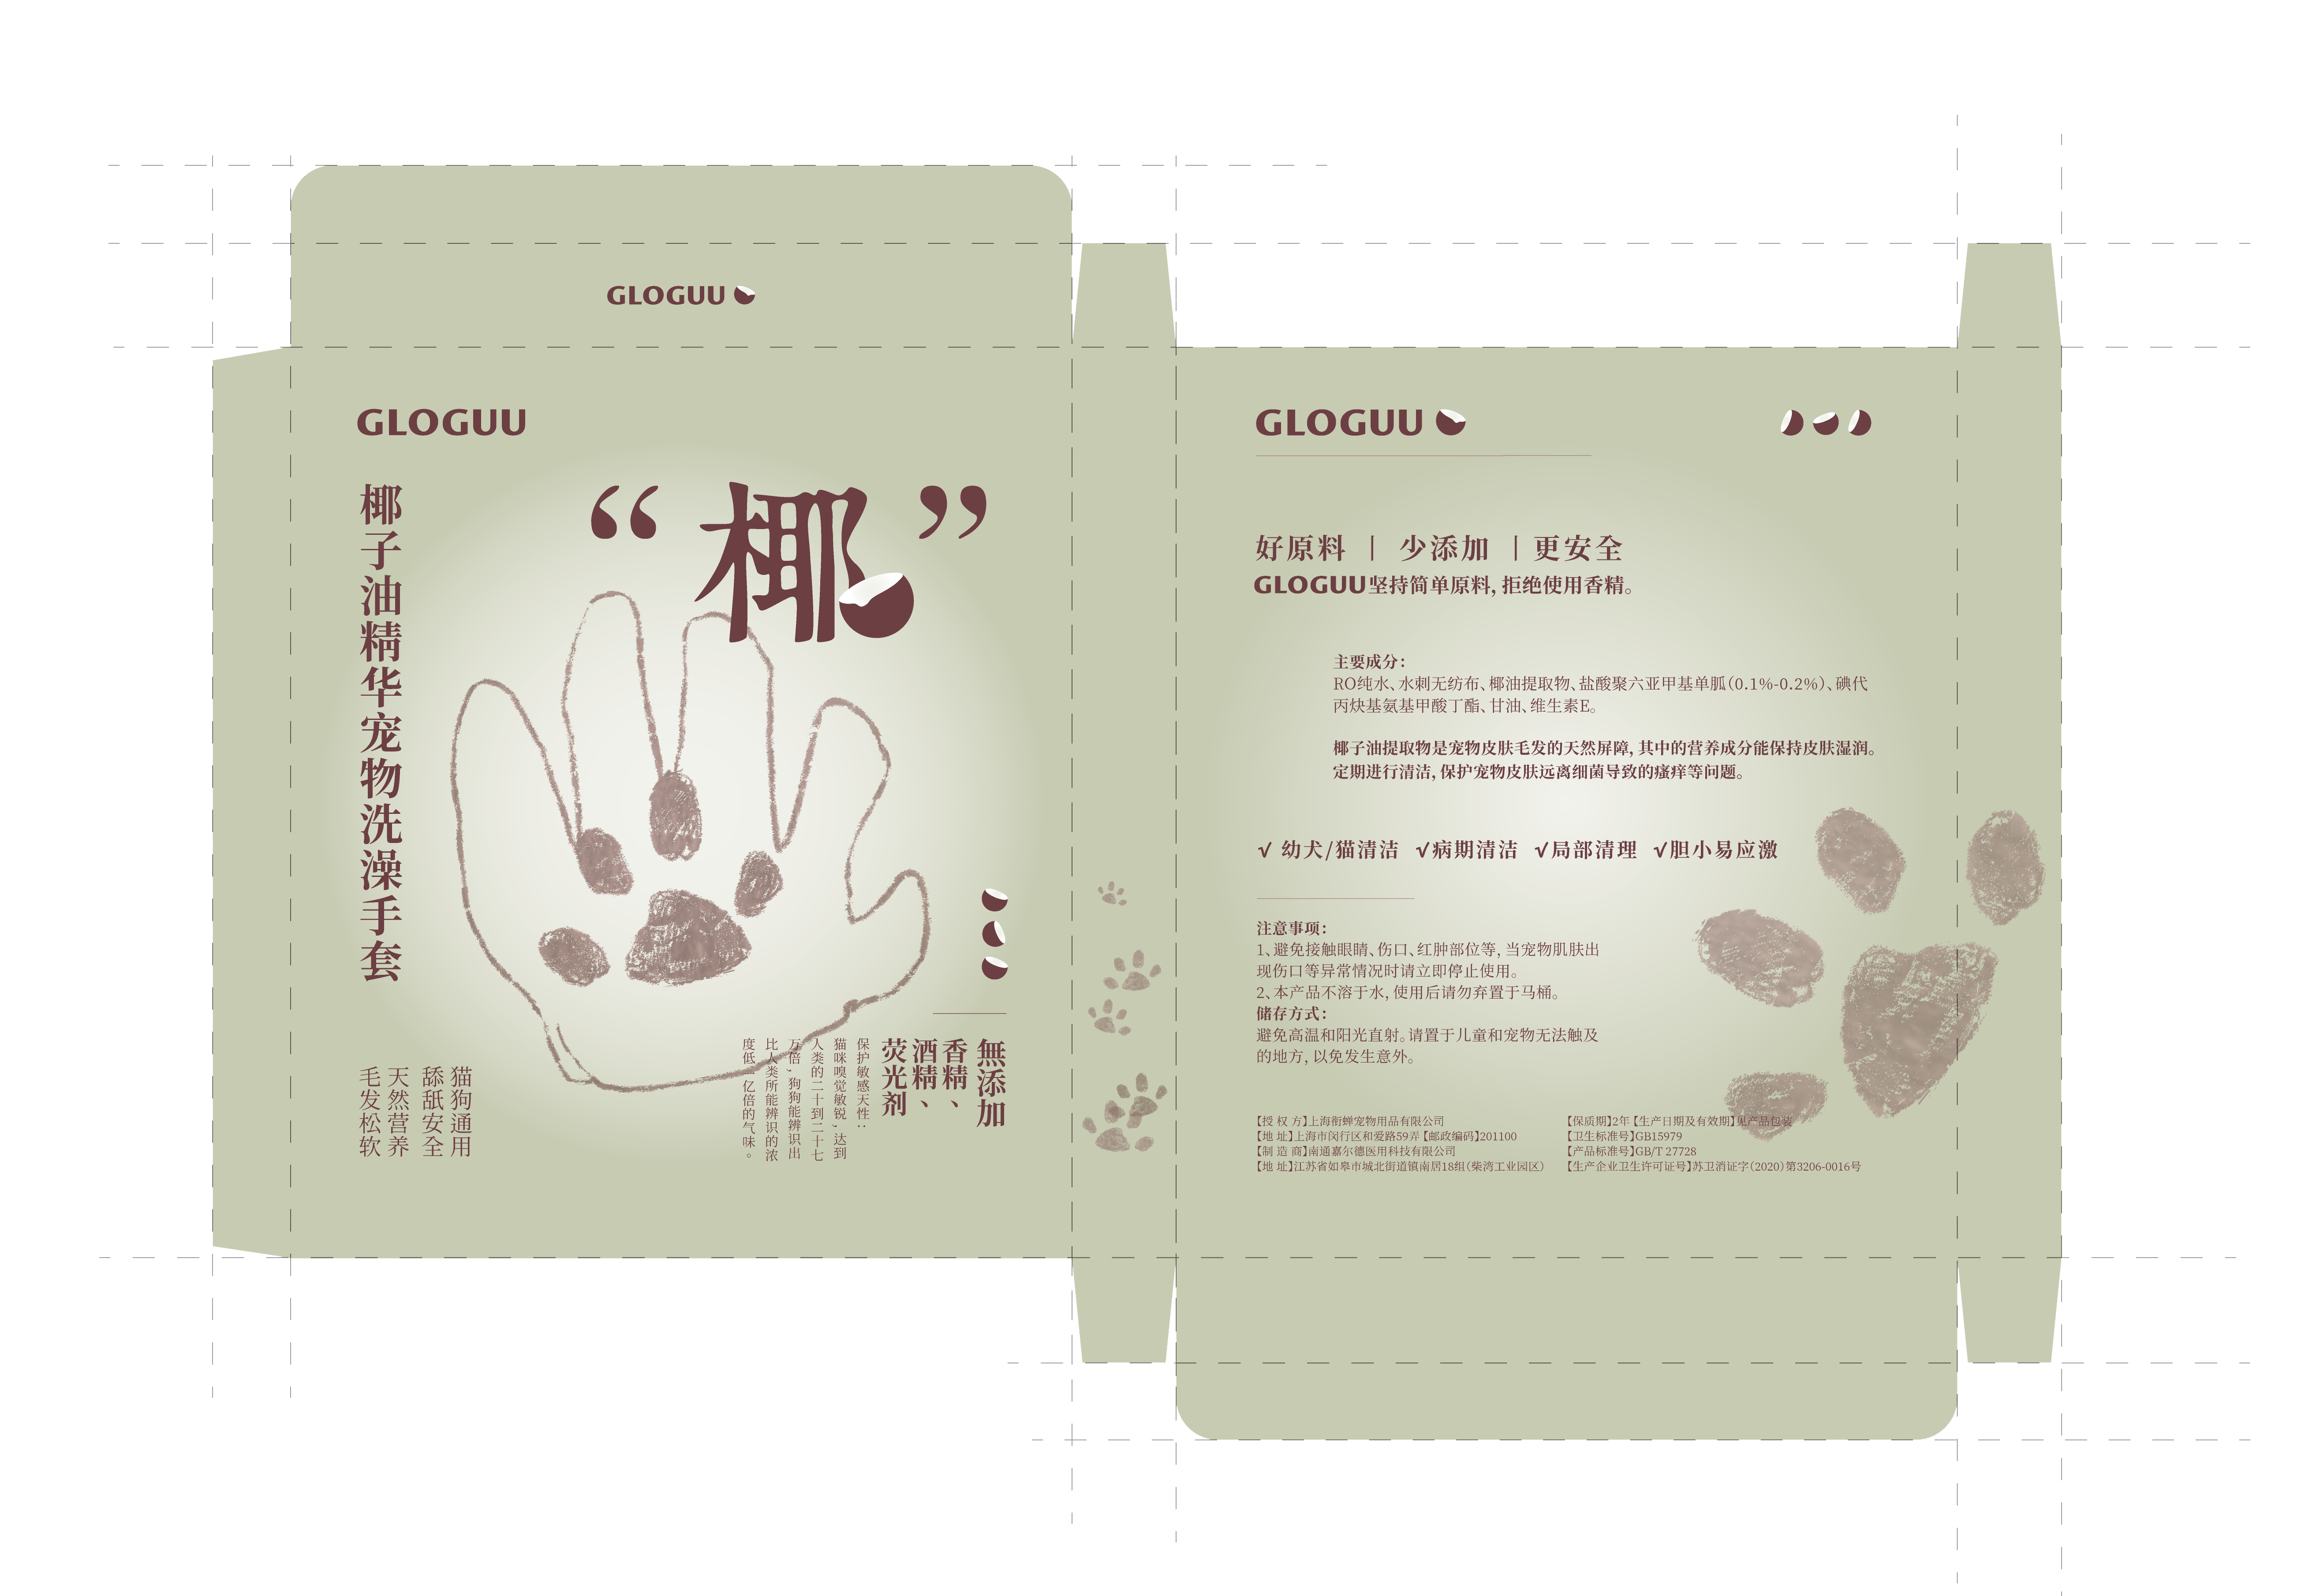 GLOGUU
GLOGUU
“椰”
椰子油精华宠物洗澡手套
無添加
香精、
酒精、
荧光剂
保护敏感天性：
猫咪嗅觉敏锐，达到
人类的二十到二十七
万倍，狗狗能辨识出
比人类所能辨识的浓
度低一亿倍的气味。
猫狗通用
舔舐安全
天然营养
毛发松软
GLOGUU
好原料 | 少添加 | 更安全
GLOGUU坚持简单原料，拒绝使用香精。
主要成分：
RO纯水、水刺无纺布、椰油提取物、盐酸聚六亚甲基单胍（0.1%-0.2%）、碘代
丙炔基氨基甲酸丁酯、甘油、维生素E。
椰子油提取物是宠物皮肤毛发的天然屏障，其中的营养成分能保持皮肤湿润。
定期进行清洁，保护宠物皮肤远离细菌导致的瘙痒等问题。
√ 幼犬/猫清洁 √病期清洁 √局部清理 √胆小易应激
注意事项：
1、避免接触眼睛、伤口、红肿部位等，当宠物肌肤出
现伤口等异常情况时请立即停止使用。
2、本产品不溶于水，使用后请勿弃置于马桶。
储存方式：
避免高温和阳光直射。请置于儿童和宠物无法触及
的地方，以免发生意外。
【授 权 方】上海衔蝉宠物用品有限公司
【地 址】上海市闵行区和爱路59弄【邮政编码】201100
【制 造 商】南通嘉尔德医用科技有限公司
【地 址】江苏省如皋市城北街道镇南居18组（柴湾工业园区）
【保质期】2年【生产日期及有效期】见产品包装
【卫生标准号】GB15979
【产品标准号】GB/T 27728
【生产企业卫生许可证号】苏卫消证字（2020）第3206-0016号